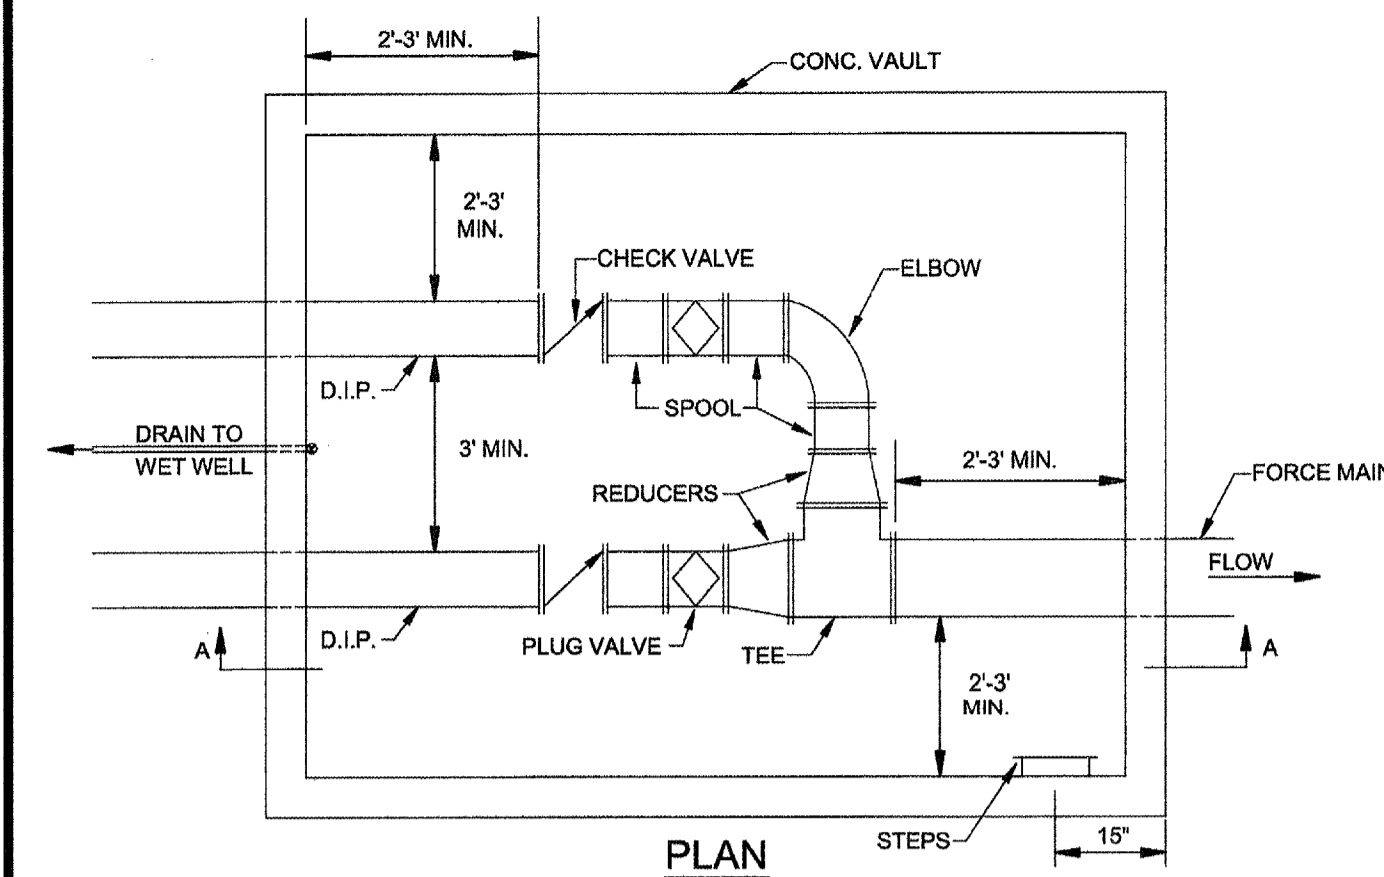 2'-3' MIN.
CONC. VAULT
2'-3'
MIN.
CHECK VALVE
ELBOW
D.I.P.
SPOOL
DRAIN TO
WET WELL
3' MIN.
2'-3' MIN.
REDUCERS
FORCE MAIN
FLOW
D.I.P.
PLUG VALVE
TEE
A
A
2'-3'
MIN.
STEPS
15"
PLAN